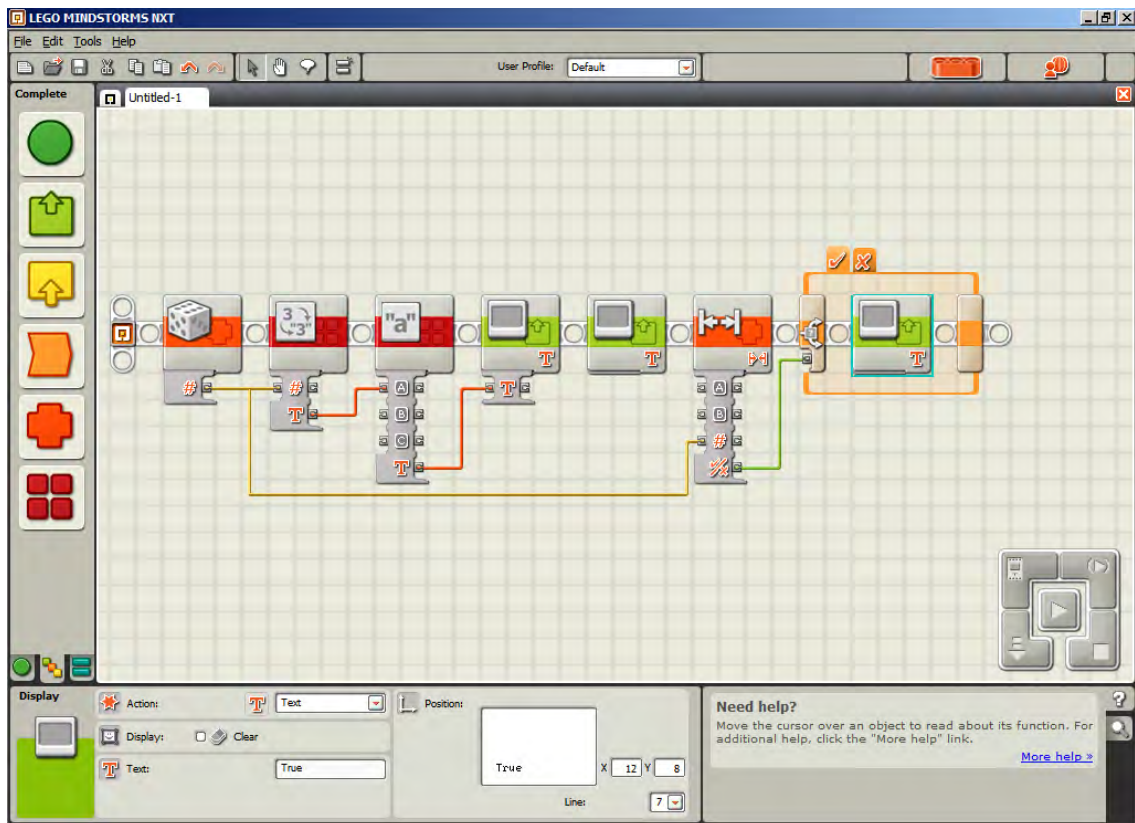 LEGO MINDSTORMS NXT
File Edit Tools Help
User Profile: Default
Complete
Untitled-1
3 "3"
"a"
# # T A B C T T T T A B # T
Display
Action: T Text
Position:
Display: Clear
Text: True
True
X 12 Y 8
Line: 7
Need help?
Move the cursor over an object to read about its function. For
additional help, click the "More help" link.
More help »
?